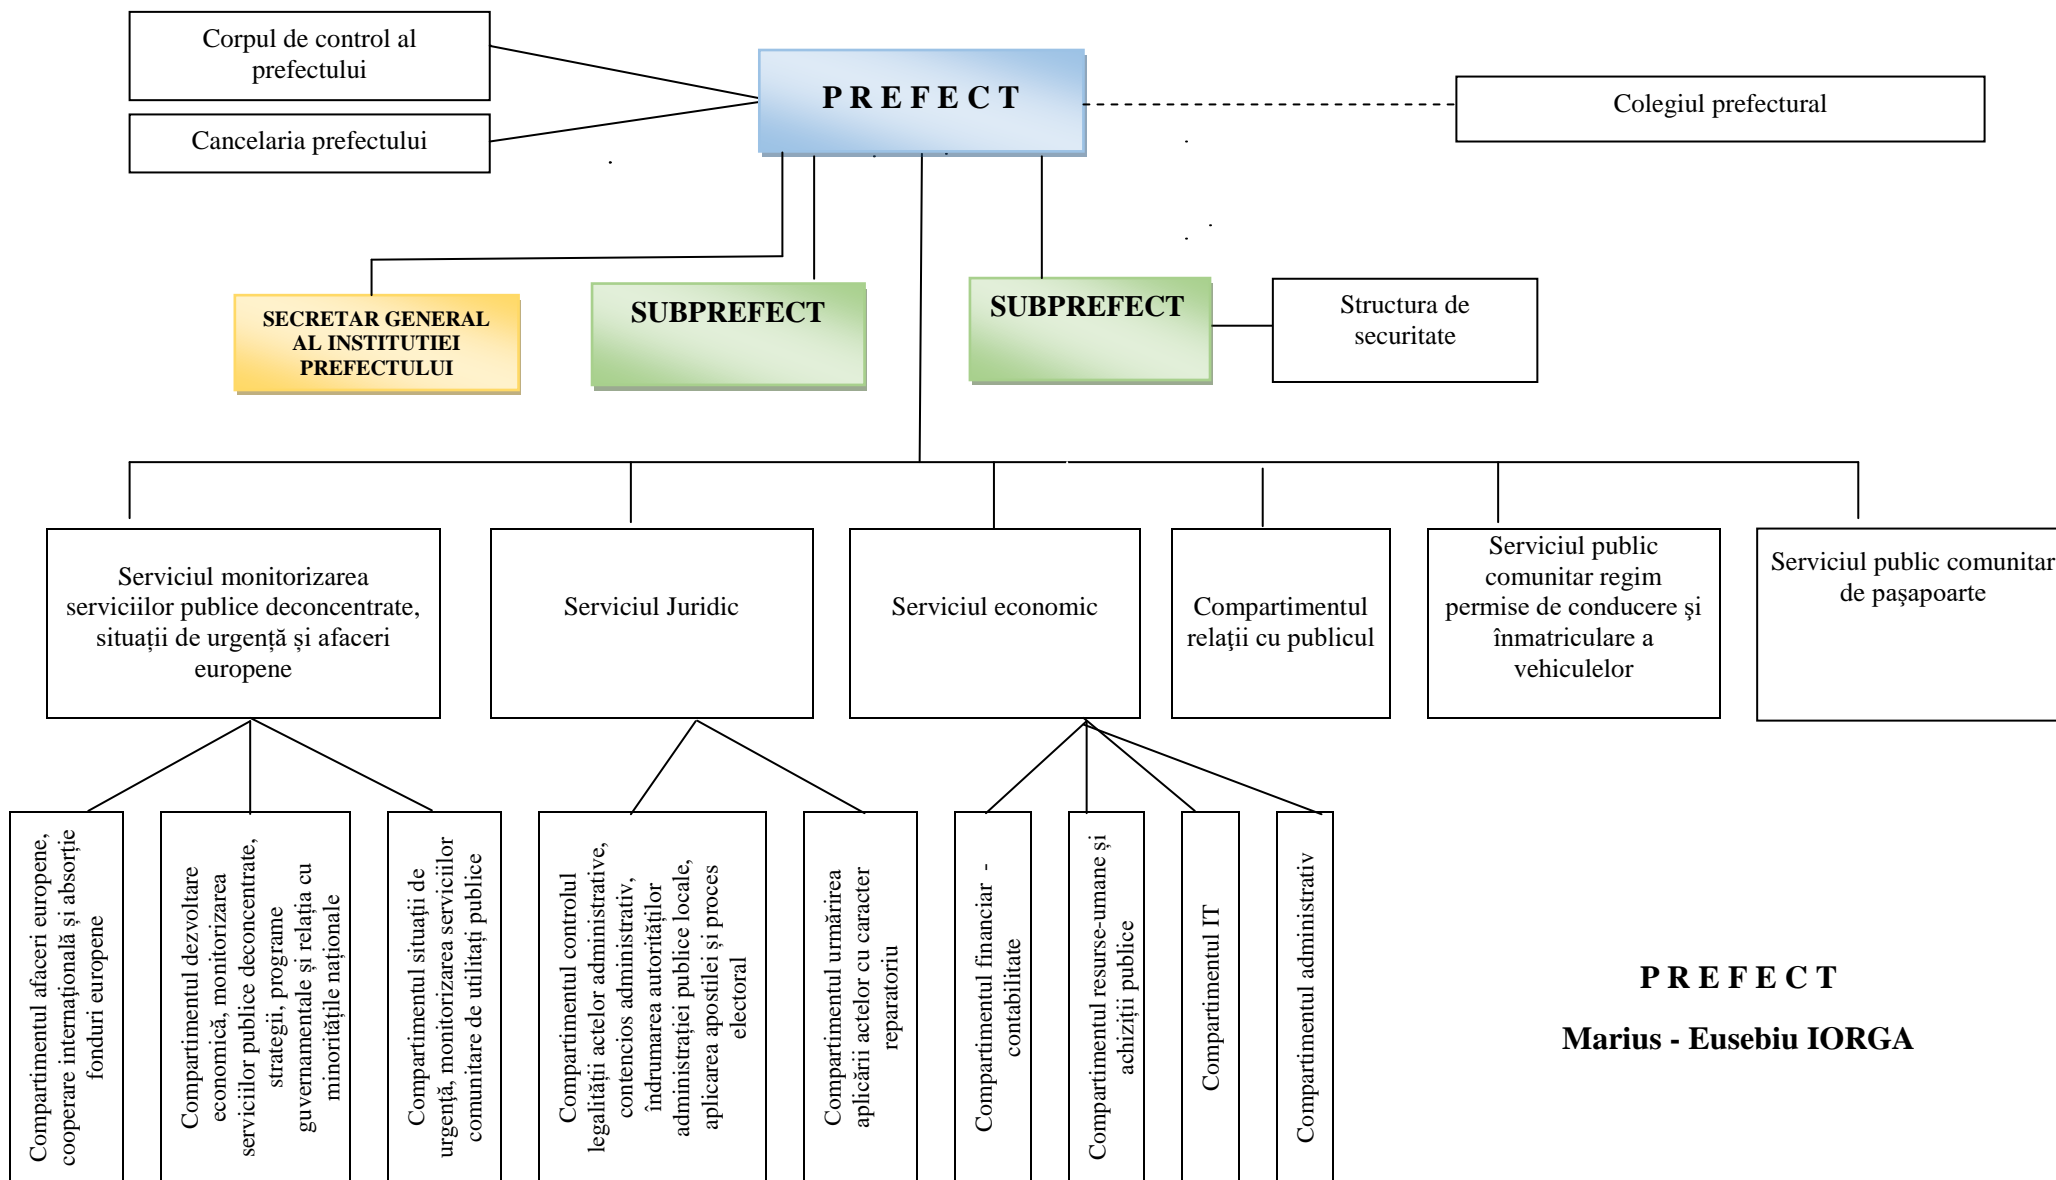 Corpul de control al
prefectului
P R E F E C T
Colegiul prefectural
Cancelaria prefectului
SECRETAR GENERAL
AL INSTITUTIEI
PREFECTULUI
SUBPREFECT
SUBPREFECT
Structura de
securitate
Serviciul monitorizarea
serviciilor publice deconcentrate,
situații de urgență și afaceri
europene
Serviciul Juridic
Serviciul economic
Compartimentul
relaţii cu publicul
Serviciul public
comunitar regim
permise de conducere şi
înmatriculare a
vehiculelor
Serviciul public comunitar
de paşapoarte
Compartimentul afaceri europene,
cooperare internațională și absorție
fonduri europene
Compartimentul dezvoltare
economică, monitorizarea
serviciilor publice deconcentrate,
strategii, programe
guvernamentale și relația cu
minoritățile naționale
Compartimentul situaţii de
urgență, monitorizarea serviciilor
comunitare de utilitați publice
Compartimentul controlul
legalității actelor administrative,
contencios administrativ,
îndrumarea autorităților
administrației publice locale,
aplicarea apostilei și proces
electoral
Compartimentul urmărirea
aplicării actelor cu caracter
reparatoriu
Compartimentul financiar -
contabilitate
Compartimentul resurse-umane și
achiziții publice
Compartimentul IT
Compartimentul administrativ
P R E F E C T
Marius - Eusebiu IORGA